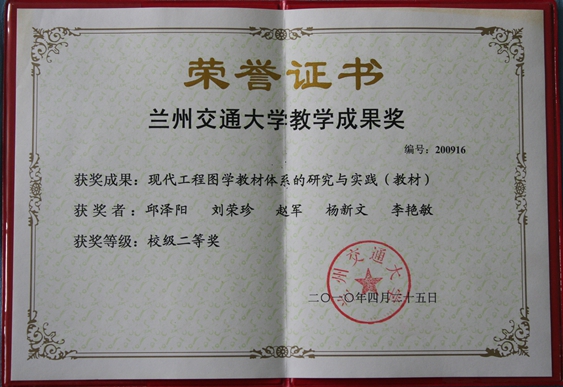 荣誉证书
兰州交通大学教学成果奖
编号：200916
获奖成果：现代工程图学教材体系的研究与实践（教材）
获奖者：邱泽阳 刘荣珍 赵军 杨新文 李艳敏
获奖等级：校级二等奖
兰州交通大学
二〇一〇年四月二十五日